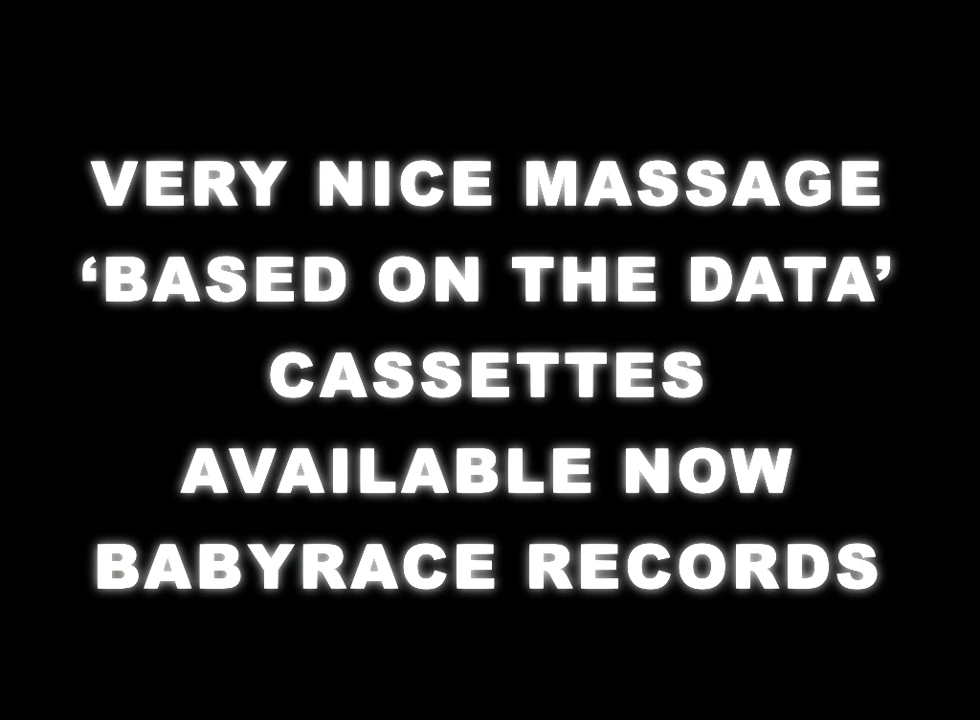 VERY NICE MASSAGE
‘BASED ON THE DATA’
CASSETTES
AVAILABLE NOW
BABYRACE RECORDS